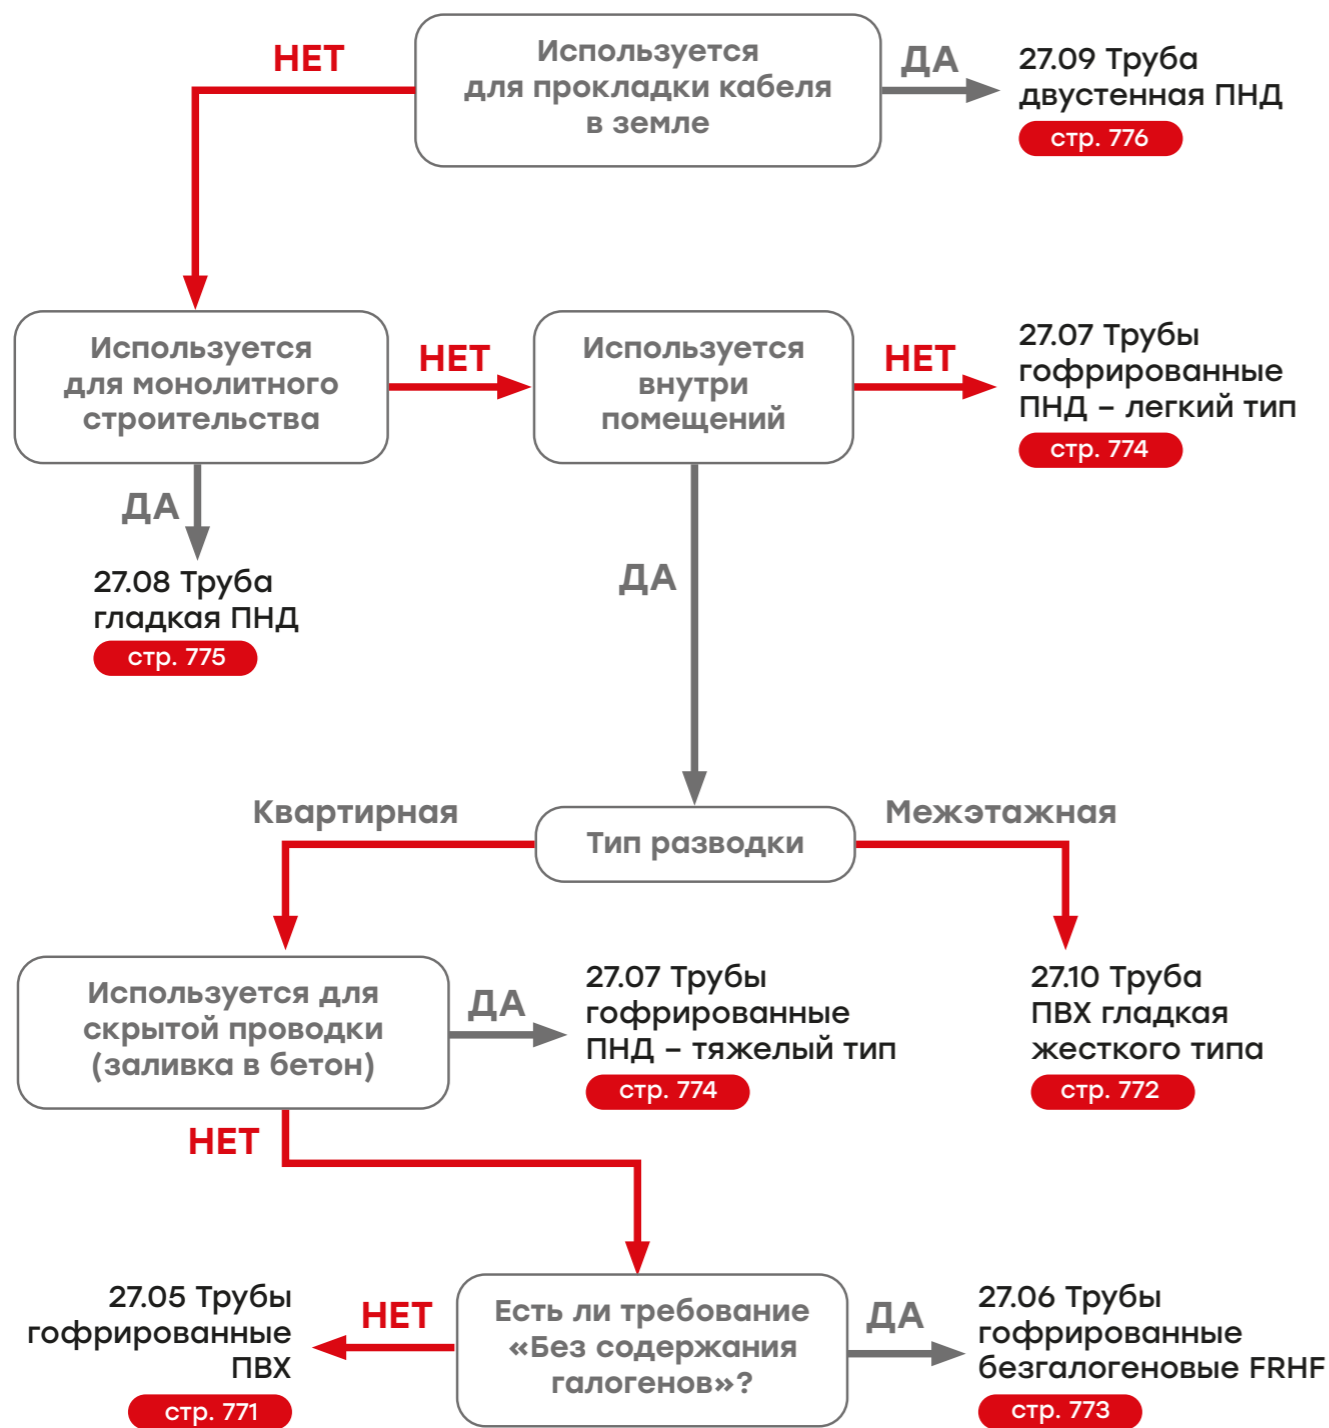 НЕТ
Используется
для прокладки кабеля
в земле
ДА
27.09 Труба
двустенная ПНД
стр. 776
Используется
для монолитного
строительства
НЕТ
Используется
внутри
помещений
НЕТ
27.07 Трубы
гофрированные
ПНД – легкий тип
стр. 774
ДА
27.08 Труба
гладкая ПНД
стр. 775
ДА
Квартирная
Тип разводки
Межэтажная
Используется для
скрытой проводки
(заливка в бетон)
ДА
27.07 Трубы
гофрированные
ПНД – тяжелый тип
стр. 774
27.10 Труба
ПВХ гладкая
жесткого типа
стр. 772
НЕТ
27.05 Трубы
гофрированные
ПВХ
стр. 771
НЕТ
Есть ли требование
«Без содержания
галогенов»?
ДА
27.06 Трубы
гофрированные
безгалогеновые FRHF
стр. 773